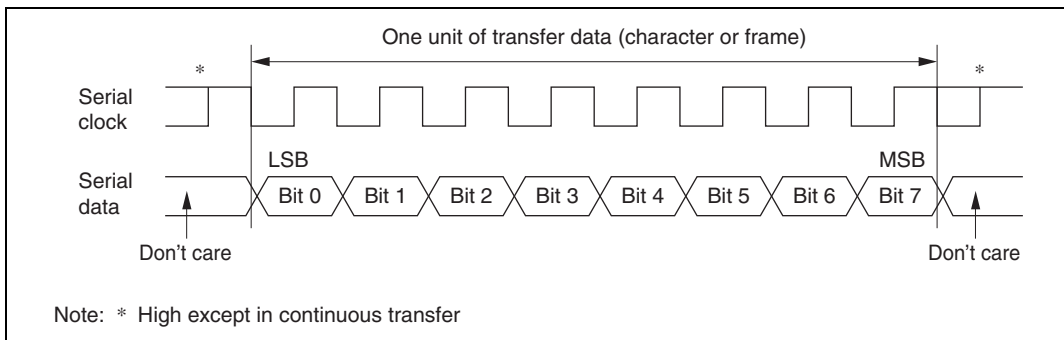 One unit of transfer data (character or frame)
* *
Serial
clock
LSB MSB
Serial
data
Bit 0 Bit 1 Bit 2 Bit 3 Bit 4 Bit 5 Bit 6 Bit 7
Don't care Don't care
Note: * High except in continuous transfer